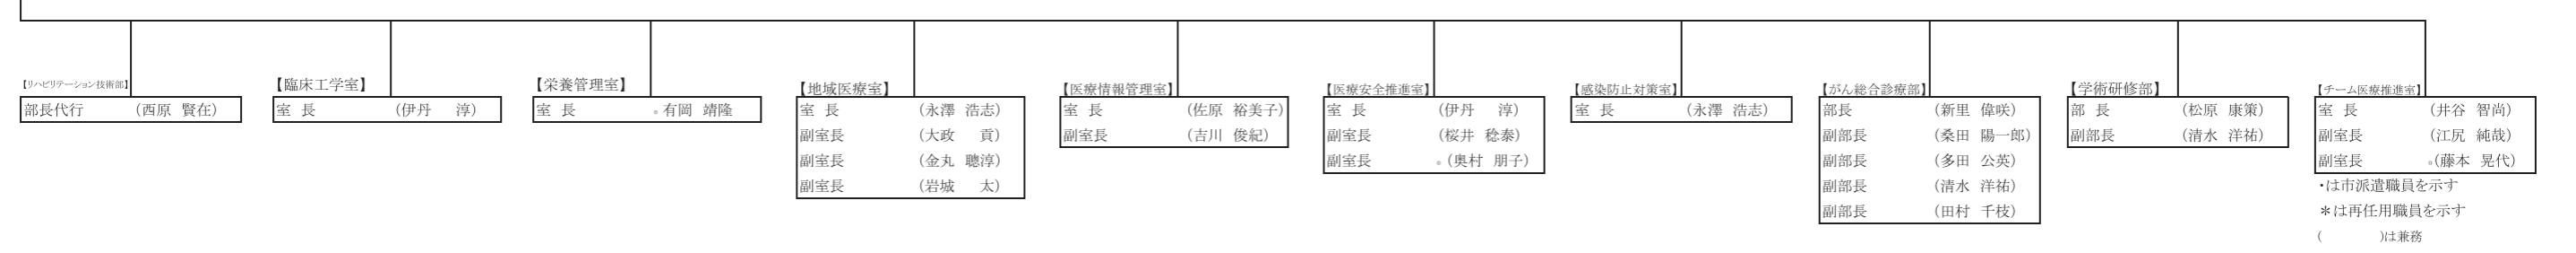 【リハビリテーション技術部】
部長代行 (西原 賢在)
【臨床工学室】
室 長 (伊丹 淳)
【栄養管理室】
室 長 ◦有岡 靖隆
【地域医療室】
室 長 (永澤 浩志)
副室長 (大政 貢)
副室長 (金丸 聰淳)
副室長 (岩城 太)
【医療情報管理室】
室 長 (佐原 裕美子)
副室長 (吉川 俊紀)
【医療安全推進室】
室 長 (伊丹 淳)
副室長 (桜井 稔泰)
副室長 ◦(奥村 朋子)
【感染防止対策室】
室 長 (永澤 浩志)
【がん総合診療部】
部長 (新里 偉咲)
副部長 (桑田 陽一郎)
副部長 (多田 公英)
副部長 (清水 洋祐)
副部長 (田村 千枝)
【学術研修部】
部 長 (松原 康策)
副部長 (清水 洋祐)
【チーム医療推進室】
室 長 (井谷 智尚)
副室長 (江尻 純哉)
副室長 ◦(藤本 晃代)
・は市派遣職員を示す
＊は再任用職員を示す
( )は兼務